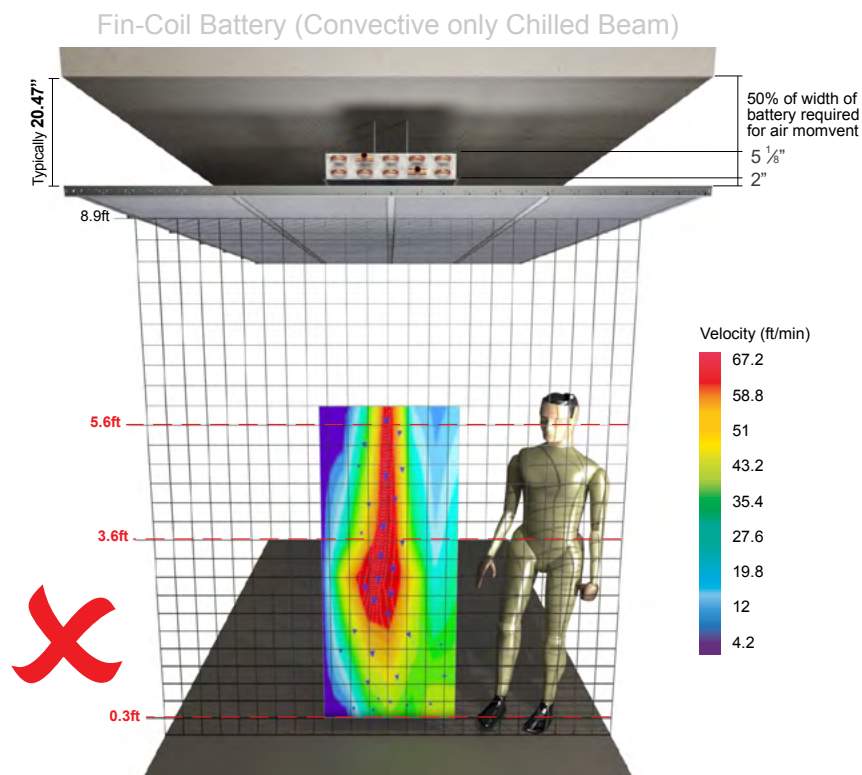 Fin-Coil Battery (Convective only Chilled Beam)
Typically 20.47”
50% of width of
battery required
for air momvent
5 ⅛”
2”
8.9ft
Velocity (ft/min)
67.2
58.8
51
43.2
35.4
27.6
19.8
12
4.2
5.6ft
3.6ft
0.3ft